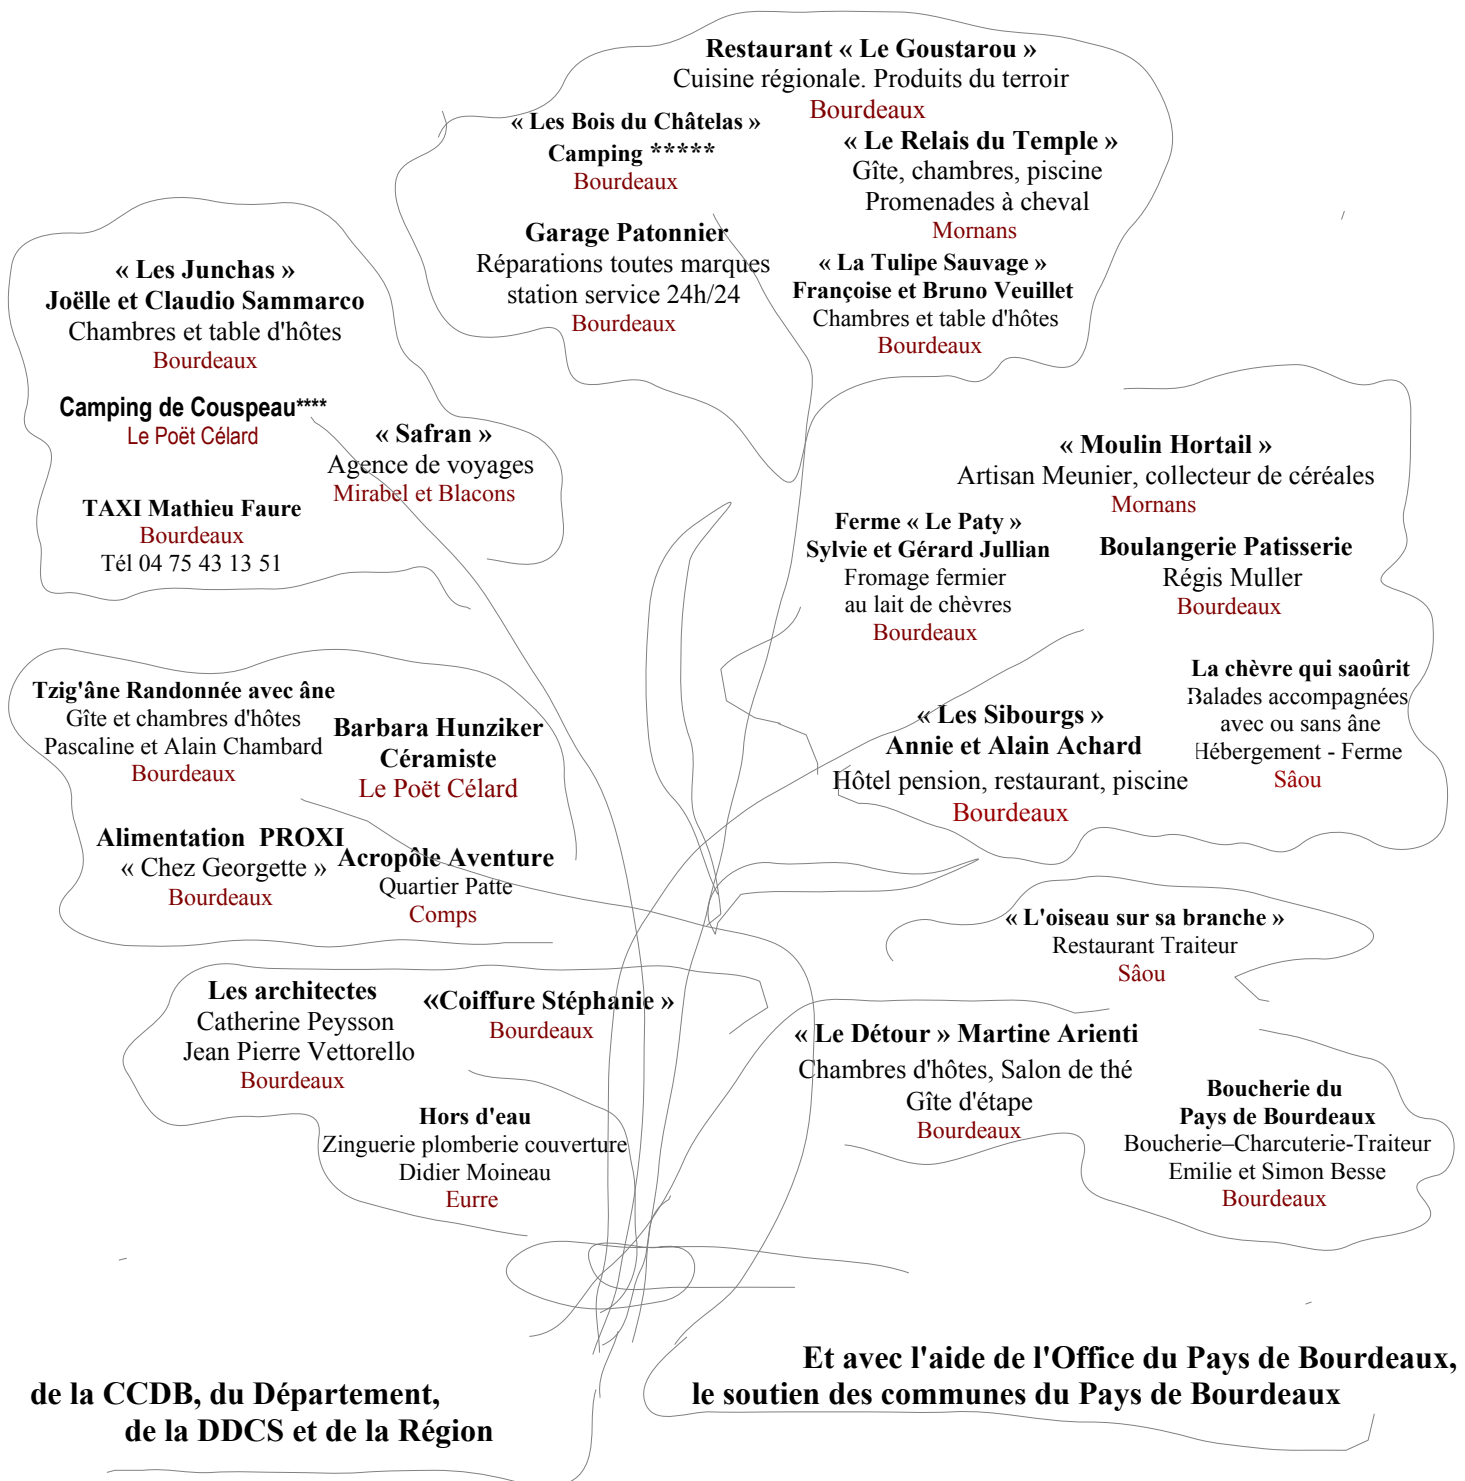 Restaurant « Le Goustarou »
Cuisine régionale. Produits du terroir
Bourdeaux
« Les Bois du Châtelas »
Camping *****
Bourdeaux
« Le Relais du Temple »
Gîte, chambres, piscine
Promenades à cheval
Mornans
Garage Patonnier
Réparations toutes marques
station service 24h/24
Bourdeaux
« La Tulipe Sauvage »
Françoise et Bruno Veuillet
Chambres et table d'hôtes
Bourdeaux
« Les Junchas »
Joëlle et Claudio Sammarco
Chambres et table d'hôtes
Bourdeaux
Camping de Couspeau****
Le Poët Célard
« Safran »
Agence de voyages
Mirabel et Blacons
TAXI Mathieu Faure
Bourdeaux
Tél 04 75 43 13 51
« Moulin Hortail »
Artisan Meunier, collecteur de céréales
Mornans
Ferme « Le Paty »
Sylvie et Gérard Jullian
Fromage fermier
au lait de chèvres
Bourdeaux
Boulangerie Patisserie
Régis Muller
Bourdeaux
La chèvre qui saoûrit
Balades accompagnées
avec ou sans âne
Hébergement - Ferme
Sâou
« Les Sibourgs »
Annie et Alain Achard
Hôtel pension, restaurant, piscine
Bourdeaux
Tzig'âne Randonnée avec âne
Gîte et chambres d'hôtes
Pascaline et Alain Chambard
Bourdeaux
Barbara Hunziker
Céramiste
Le Poët Célard
Alimentation PROXI
« Chez Georgette »
Bourdeaux
Acropôle Aventure
Quartier Patte
Comps
« L'oiseau sur sa branche »
Restaurant Traiteur
Sâou
Les architectes
Catherine Peysson
Jean Pierre Vettorello
Bourdeaux
«Coiffure Stéphanie »
Bourdeaux
Hors d'eau
Zinguerie plomberie couverture
Didier Moineau
Eurre
« Le Détour » Martine Arienti
Chambres d'hôtes, Salon de thé
Gîte d'étape
Bourdeaux
Boucherie du
Pays de Bourdeaux
Boucherie–Charcuterie-Traiteur
Emilie et Simon Besse
Bourdeaux
Et avec l'aide de l'Office du Pays de Bourdeaux,
le soutien des communes du Pays de Bourdeaux
de la CCDB, du Département,
de la DDCS et de la Région